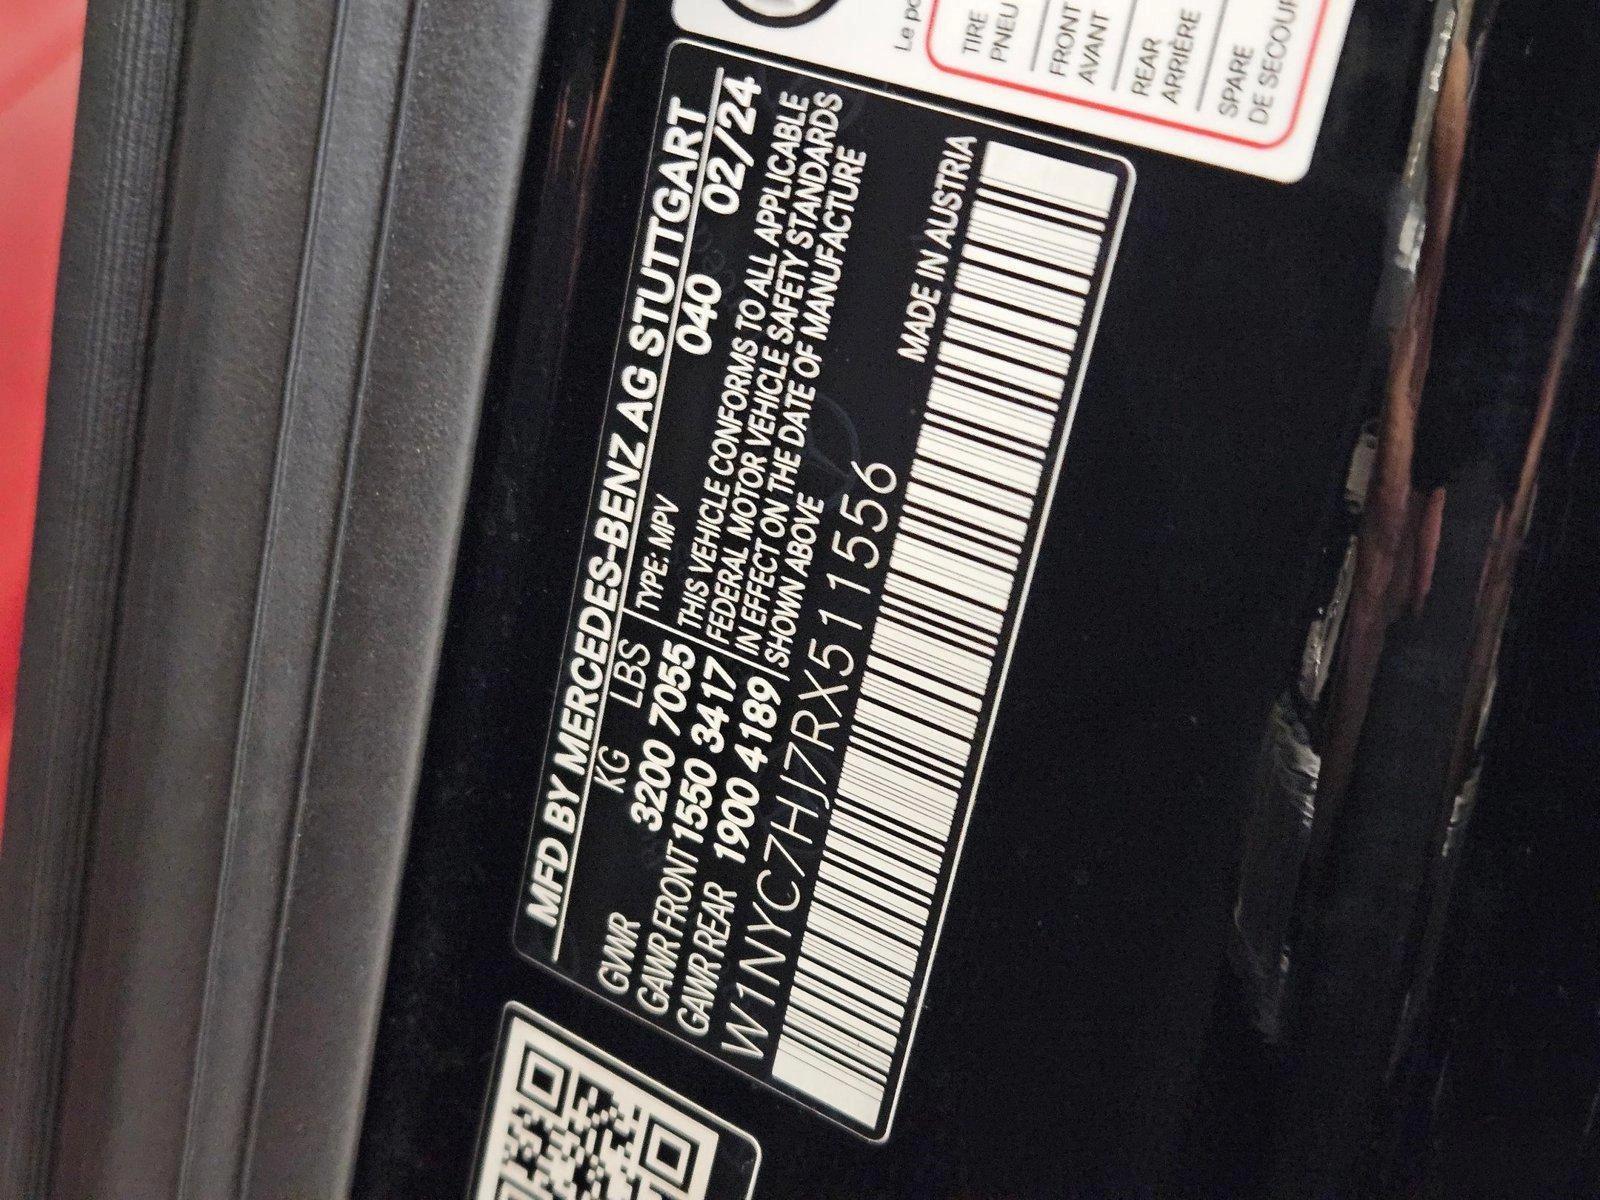 MFD BY MERCEDES-BENZ AG STUTTGART
KG LBS 040 02/24
GVWR 3200 7055
GAWR FRONT 1550 3417
GAWR REAR 1900 4189
TYPE: MPV
THIS VEHICLE CONFORMS TO ALL APPLICABLE
FEDERAL MOTOR VEHICLE SAFETY STANDARDS
IN EFFECT ON THE DATE OF MANUFACTURE
SHOWN ABOVE
W1NYC7HJ7RX511556
MADE IN AUSTRIA
Le
TIRE
PNEU
FRONT
AVANT
REAR
ARRIÈRE
SPARE
DE